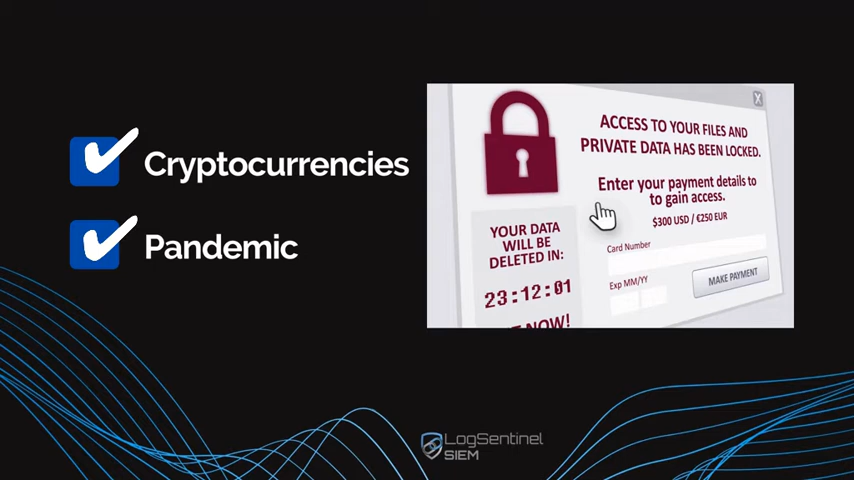 Cryptocurrencies
Pandemic
ACCESS TO YOUR FILES AND
PRIVATE DATA HAS BEEN LOCKED.
Enter your payment details to
to gain access.
$300 USD / €250 EUR
Card Number
Exp MM/YY
MAKE PAYMENT
YOUR DATA
WILL BE
DELETED IN:
23:12:01
NOW!
LogSentinel
SIEM